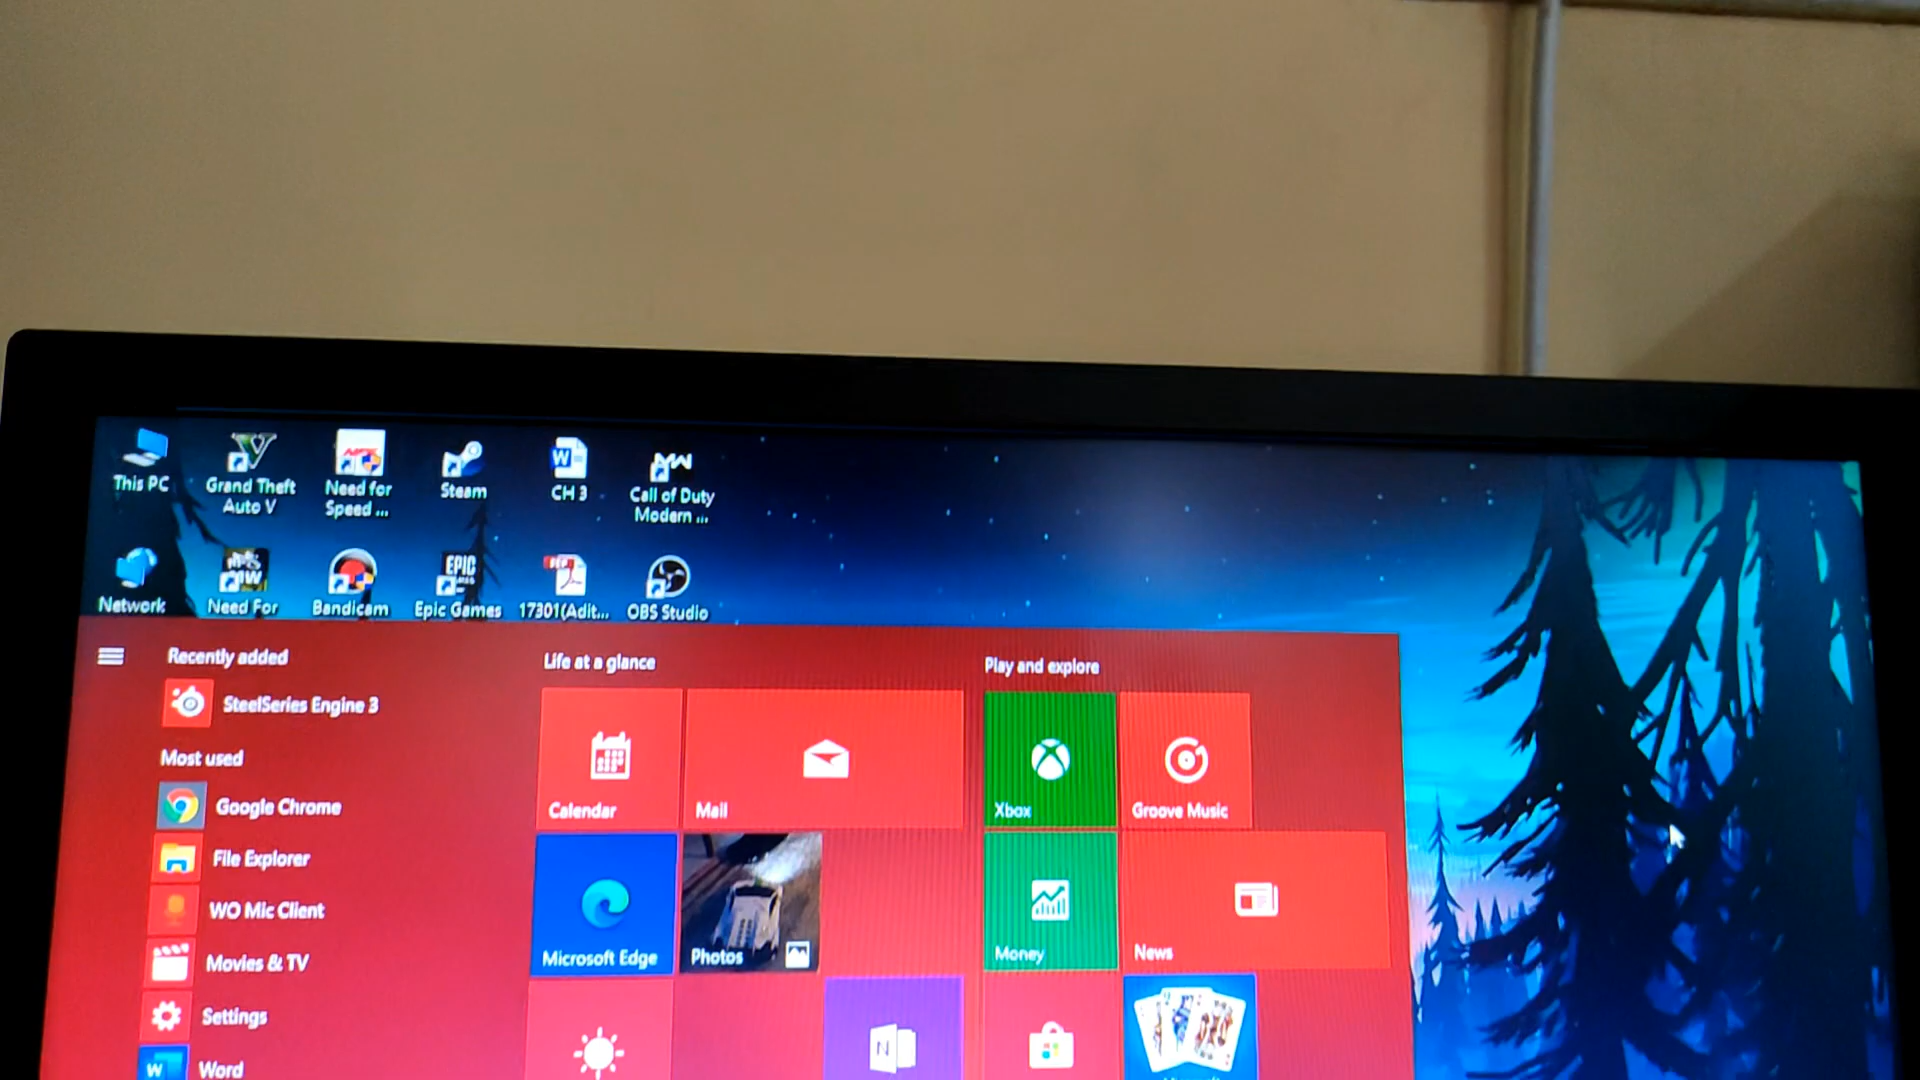 This PC
Grand Theft
Auto V
Need for
Speed ...
Steam
CH 3
Call of Duty
Modern ...
Network
Need For
Bandicam
EPIC
Epic Games
17301(Adit...
OBS Studio
Recently added
SteelSeries Engine 3
Most used
Google Chrome
File Explorer
WO Mic Client
Movies & TV
Settings
Word
Life at a glance
Calendar
Mail
Microsoft Edge
Photos
Play and explore
Xbox
Groove Music
Money
News